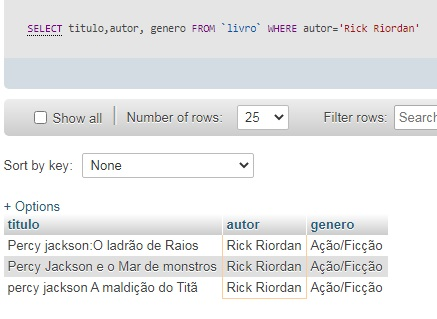 SELECT titulo,autor, genero FROM `livro` WHERE autor='Rick Riordan'
Show all Number of rows: 25 Filter rows: Search
Sort by key: None
+ Options
titulo autor genero
Percy jackson:O ladrão de Raios Rick Riordan Ação/Ficção
Percy Jackson e o Mar de monstros Rick Riordan Ação/Ficção
percy jackson A maldição do Titã Rick Riordan Ação/Ficção